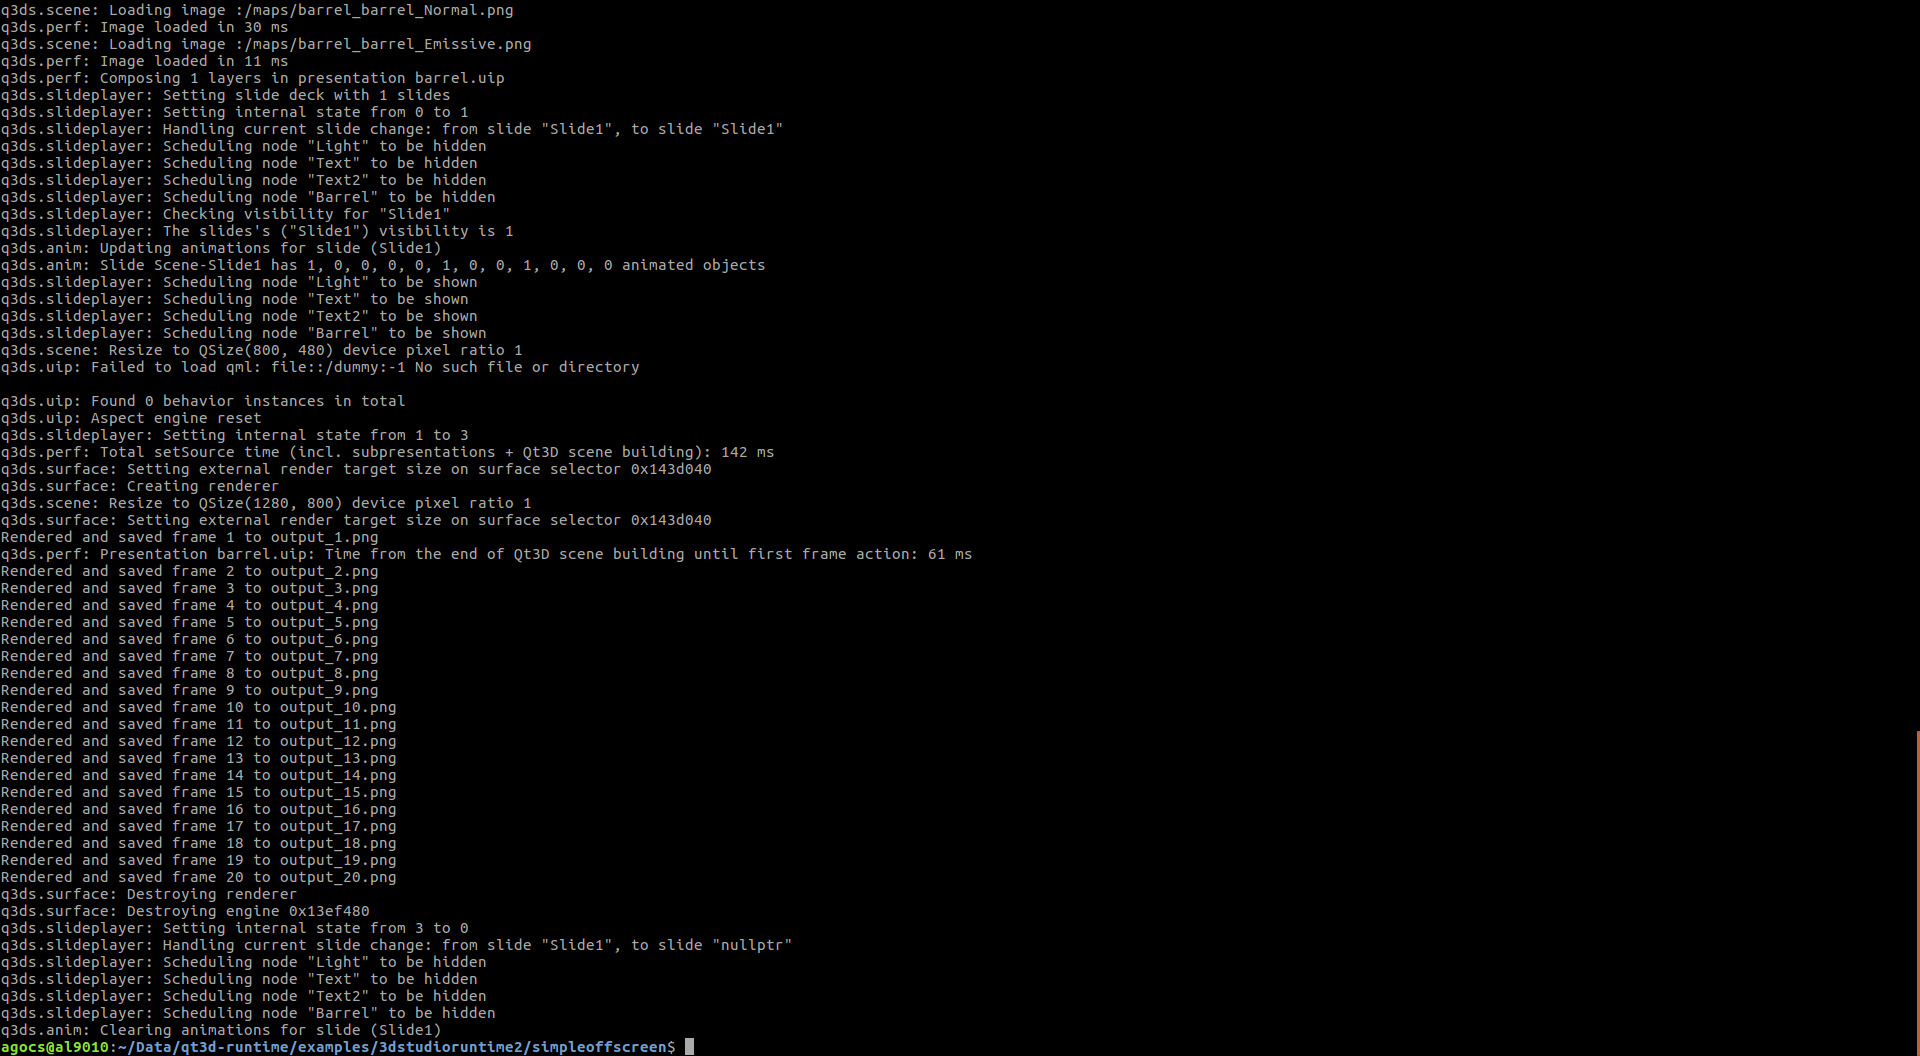 q3ds.scene: Loading image :/maps/barrel_barrel_Normal.png
q3ds.perf: Image loaded in 30 ms
q3ds.scene: Loading image :/maps/barrel_barrel_Emissive.png
q3ds.perf: Image loaded in 11 ms
q3ds.perf: Composing 1 layers in presentation barrel.uip
q3ds.slideplayer: Setting slide deck with 1 slides
q3ds.slideplayer: Setting internal state from 0 to 1
q3ds.slideplayer: Handling current slide change: from slide "Slide1", to slide "Slide1"
q3ds.slideplayer: Scheduling node "Light" to be hidden
q3ds.slideplayer: Scheduling node "Text" to be hidden
q3ds.slideplayer: Scheduling node "Text2" to be hidden
q3ds.slideplayer: Scheduling node "Barrel" to be hidden
q3ds.slideplayer: Checking visibility for "Slide1"
q3ds.slideplayer: The slides's ("Slide1") visibility is 1
q3ds.anim: Updating animations for slide (Slide1)
q3ds.anim: Slide Scene-Slide1 has 1, 0, 0, 0, 0, 1, 0, 0, 1, 0, 0, 0 animated objects
q3ds.slideplayer: Scheduling node "Light" to be shown
q3ds.slideplayer: Scheduling node "Text" to be shown
q3ds.slideplayer: Scheduling node "Text2" to be shown
q3ds.slideplayer: Scheduling node "Barrel" to be shown
q3ds.scene: Resize to QSize(800, 480) device pixel ratio 1
q3ds.uip: Failed to load qml: file::/dummy:-1 No such file or directory
q3ds.uip: Found 0 behavior instances in total
q3ds.uip: Aspect engine reset
q3ds.slideplayer: Setting internal state from 1 to 3
q3ds.perf: Total setSource time (incl. subpresentations + Qt3D scene building): 142 ms
q3ds.surface: Setting external render target size on surface selector 0x143d040
q3ds.surface: Creating renderer
q3ds.scene: Resize to QSize(1280, 800) device pixel ratio 1
q3ds.surface: Setting external render target size on surface selector 0x143d040
Rendered and saved frame 1 to output_1.png
q3ds.perf: Presentation barrel.uip: Time from the end of Qt3D scene building until first frame action: 61 ms
Rendered and saved frame 2 to output_2.png
Rendered and saved frame 3 to output_3.png
Rendered and saved frame 4 to output_4.png
Rendered and saved frame 5 to output_5.png
Rendered and saved frame 6 to output_6.png
Rendered and saved frame 7 to output_7.png
Rendered and saved frame 8 to output_8.png
Rendered and saved frame 9 to output_9.png
Rendered and saved frame 10 to output_10.png
Rendered and saved frame 11 to output_11.png
Rendered and saved frame 12 to output_12.png
Rendered and saved frame 13 to output_13.png
Rendered and saved frame 14 to output_14.png
Rendered and saved frame 15 to output_15.png
Rendered and saved frame 16 to output_16.png
Rendered and saved frame 17 to output_17.png
Rendered and saved frame 18 to output_18.png
Rendered and saved frame 19 to output_19.png
Rendered and saved frame 20 to output_20.png
q3ds.surface: Destroying renderer
q3ds.surface: Destroying engine 0x13ef480
q3ds.slideplayer: Setting internal state from 3 to 0
q3ds.slideplayer: Handling current slide change: from slide "Slide1", to slide "nullptr"
q3ds.slideplayer: Scheduling node "Light" to be hidden
q3ds.slideplayer: Scheduling node "Text" to be hidden
q3ds.slideplayer: Scheduling node "Text2" to be hidden
q3ds.slideplayer: Scheduling node "Barrel" to be hidden
q3ds.anim: Clearing animations for slide (Slide1)
agocs@al9010:~/Data/qt3d-runtime/examples/3dstudioruntime2/simpleoffscreen$